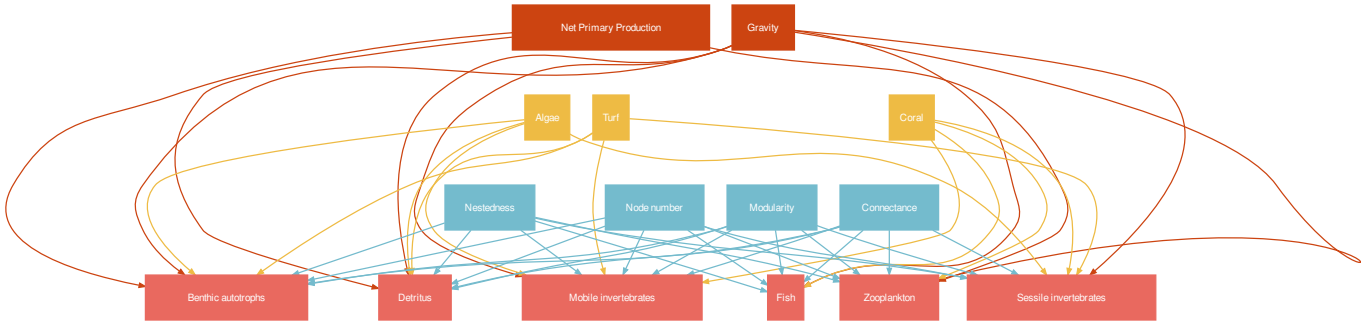 Net Primary Production
Gravity
Algae
Turf
Coral
Nestedness
Node number
Modularity
Connectance
Benthic autotrophs
Detritus
Mobile invertebrates
Fish
Zooplankton
Sessile invertebrates